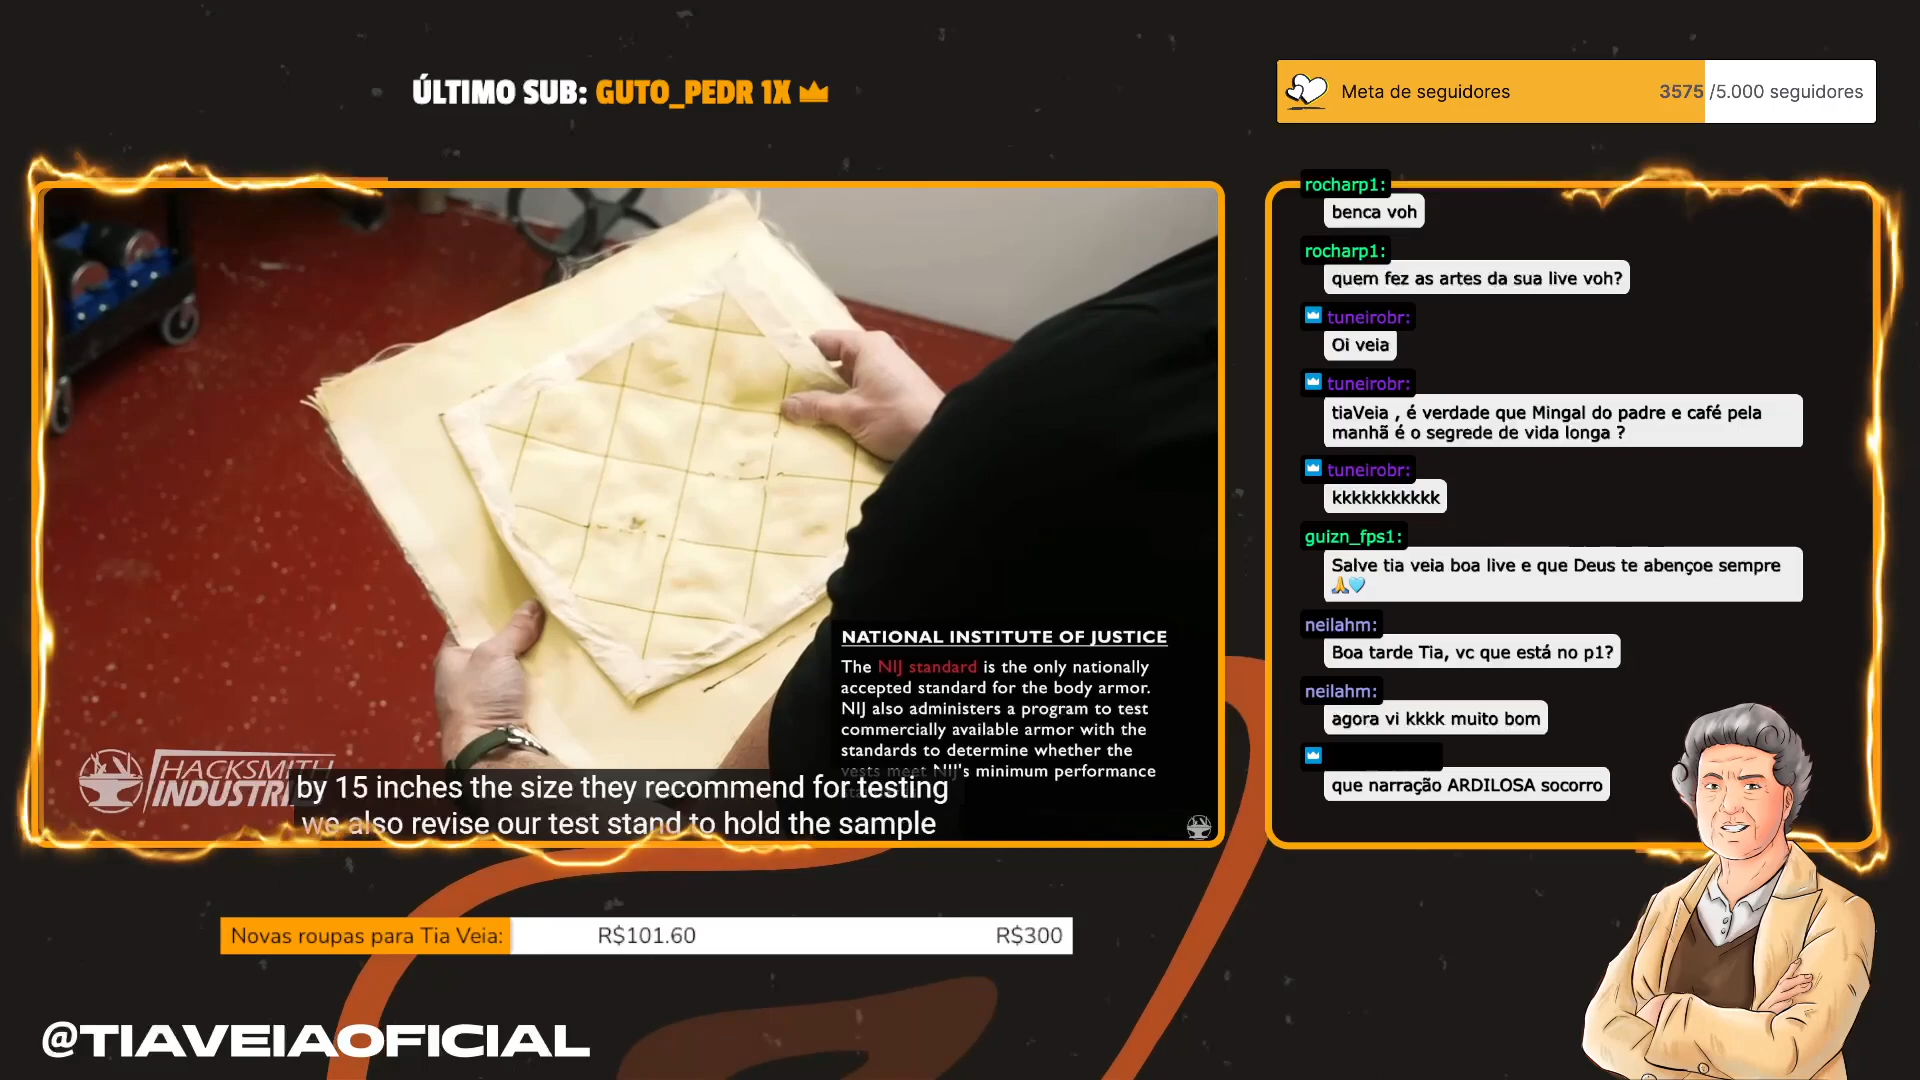 ÚLTIMO SUB: GUTO_PEDR 1X
Meta de seguidores
3575 /5.000 seguidores
rocharp1:
benca voh
rocharp1:
quem fez as artes da sua live voh?
tuneirobr:
Oi veia
tuneirobr:
tiaVeia , é verdade que Mingal do padre e café pela
manhã é o segrede de vida longa ?
tuneirobr:
kkkkkkkkkkk
guizn_fps1:
Salve tia veia boa live e que Deus te abençoe sempre
🙏🩵
neilahm:
Boa tarde Tia, vc que está no p1?
neilahm:
agora vi kkkk muito bom
que narração ARDILOSA socorro
NATIONAL INSTITUTE OF JUSTICE
The NIJ standard is the only nationally
accepted standard for the body armor.
NIJ also administers a program to test
commercially available armor with the
standards to determine whether the
vests meet NIJ's minimum performance
HACKSMITH
INDUSTRI
by 15 inches the size they recommend for testing
we also revise our test stand to hold the sample
Novas roupas para Tia Veia:
R$101.60
R$300
@TIAVEIAOFICIAL